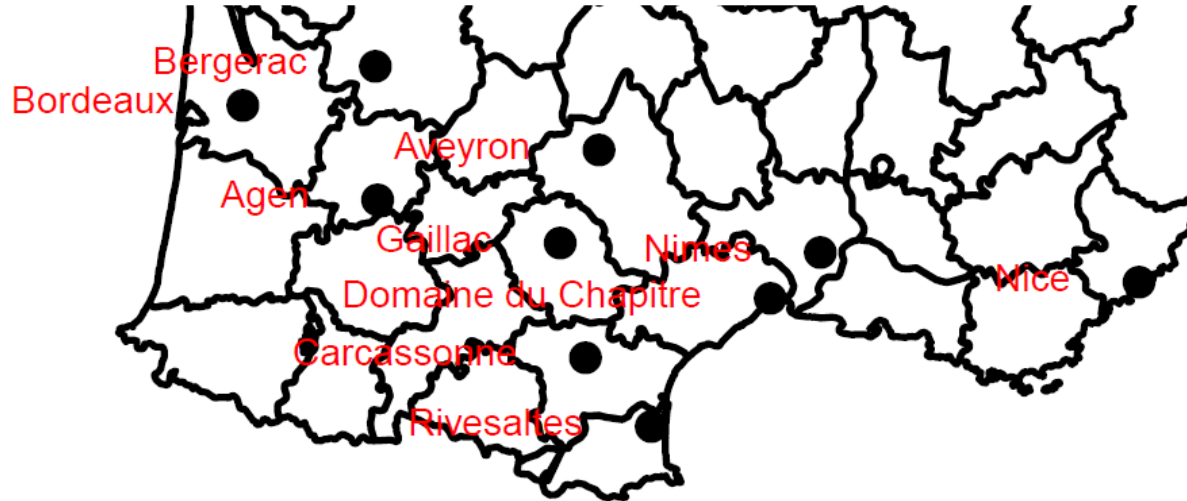 Bergerac
Bordeaux
Aveyron
Agen
Gaillac
Nimes
Nice
Domaine du Chapitre
Carcassonne
Rivesaltes